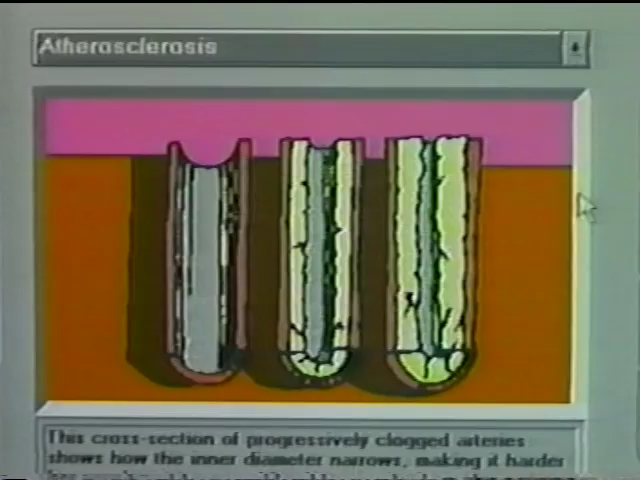 Atherosclerosis
This cross-section of progressively clogged arteries
shows how the inner diameter narrows, making it harder